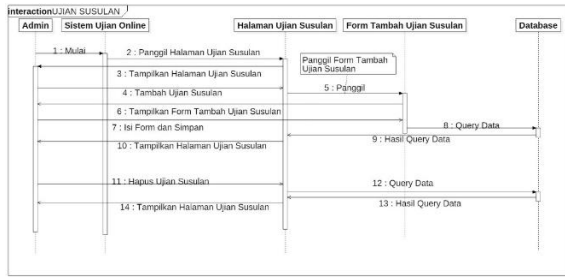 interactionUJIAN SUSULAN
Admin
Sistem Ujian Online
Halaman Ujian Susulan
Form Tambah Ujian Susulan
Database
1 : Mulai
2 : Panggil Halaman Ujian Susulan
Panggil Form Tambah
Ujian Susulan
3 : Tampilkan Halaman Ujian Susulan
4 : Tambah Ujian Susulan
5 : Panggil
6 : Tampilkan Form Tambah Ujian Susulan
7 : Isi Form dan Simpan
8 : Query Data
9 : Hasil Query Data
10 : Tampilkan Halaman Ujian Susulan
11 : Hapus Ujian Susulan
12 : Query Data
13 : Hasil Query Data
14 : Tampilkan Halaman Ujian Susulan